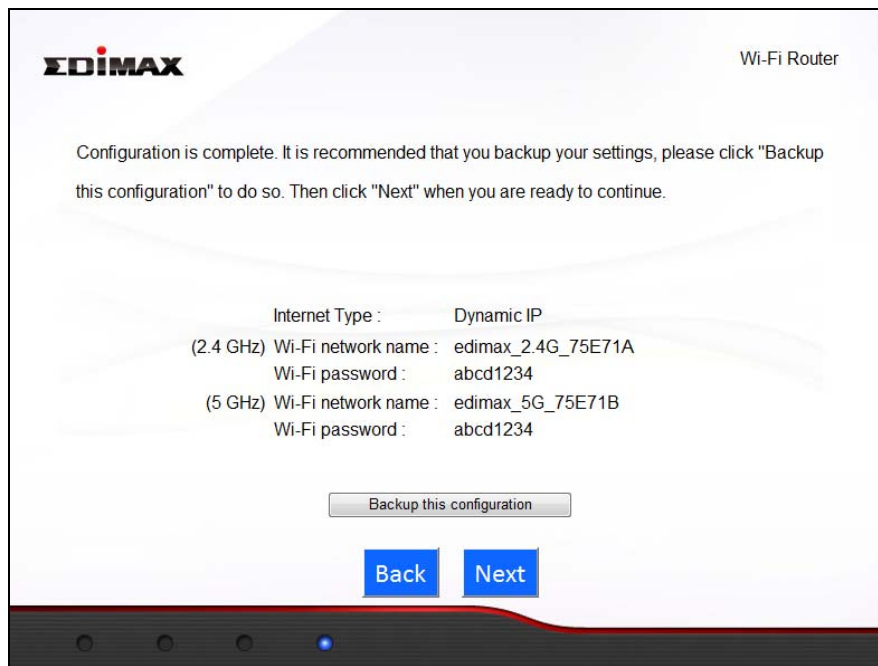 EDIMAX
Wi-Fi Router
Configuration is complete. It is recommended that you backup your settings, please click "Backup
this configuration" to do so. Then click "Next" when you are ready to continue.
Internet Type : Dynamic IP
(2.4 GHz) Wi-Fi network name : edimax_2.4G_75E71A
Wi-Fi password : abcd1234
(5 GHz) Wi-Fi network name : edimax_5G_75E71B
Wi-Fi password : abcd1234
Backup this configuration
Back Next